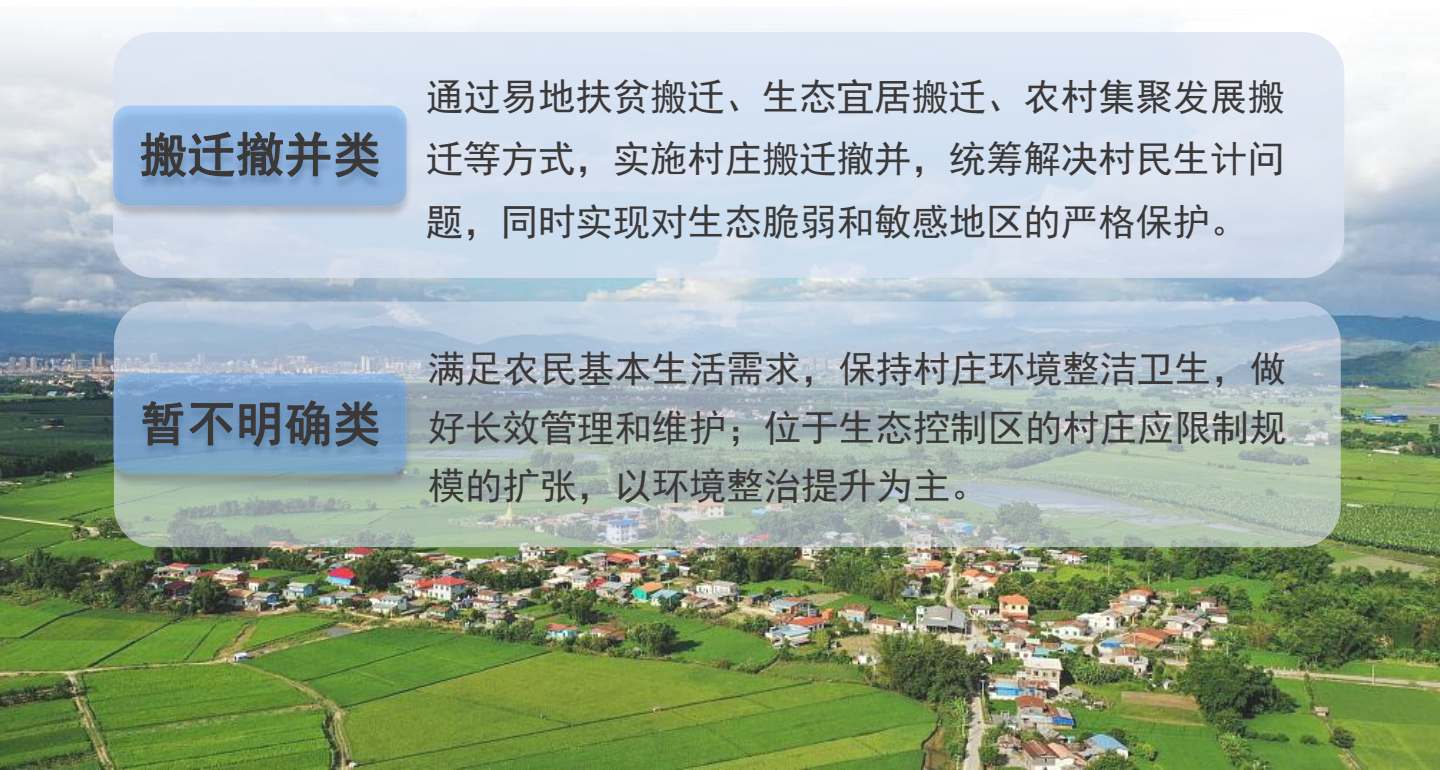 搬迁撤并类
通过易地扶贫搬迁、生态宜居搬迁、农村集聚发展搬
迁等方式，实施村庄搬迁撤并，统筹解决村民生计问
题，同时实现对生态脆弱和敏感地区的严格保护。
暂不明确类
满足农民基本生活需求，保持村庄环境整洁卫生，做
好长效管理和维护；位于生态控制区的村庄应限制规
模的扩张，以环境整治提升为主。